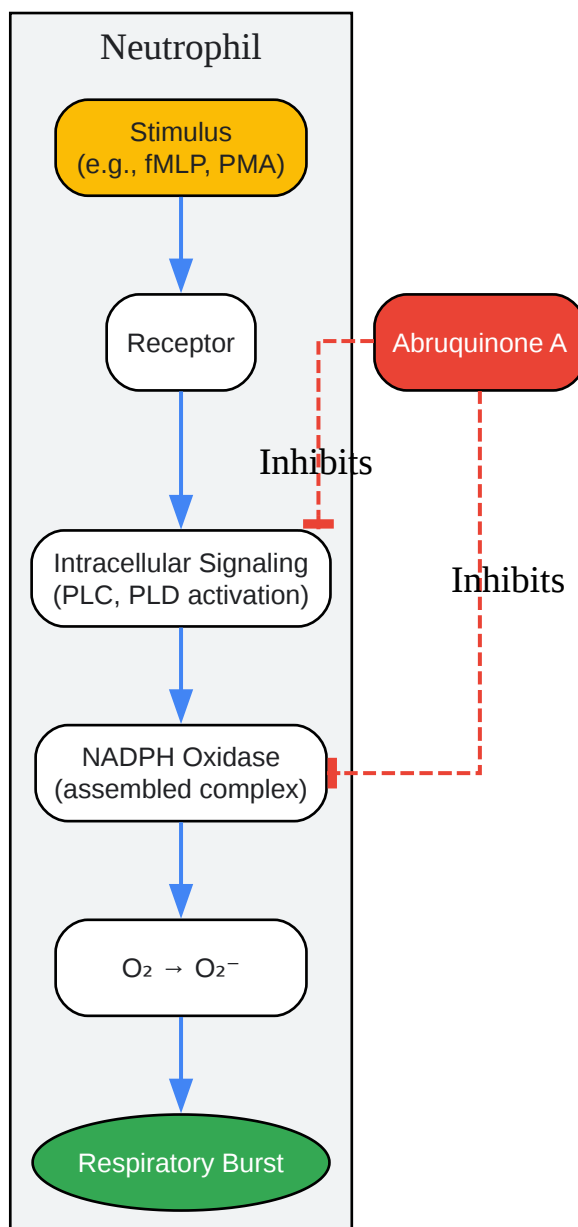 Neutrophil
Stimulus
(e.g., fMLP, PMA)
Receptor
Abruquinone A
Inhibits
Intracellular Signaling
(PLC, PLD activation)
Inhibits
NADPH Oxidase
(assembled complex)
O₂ → O₂⁻
Respiratory Burst